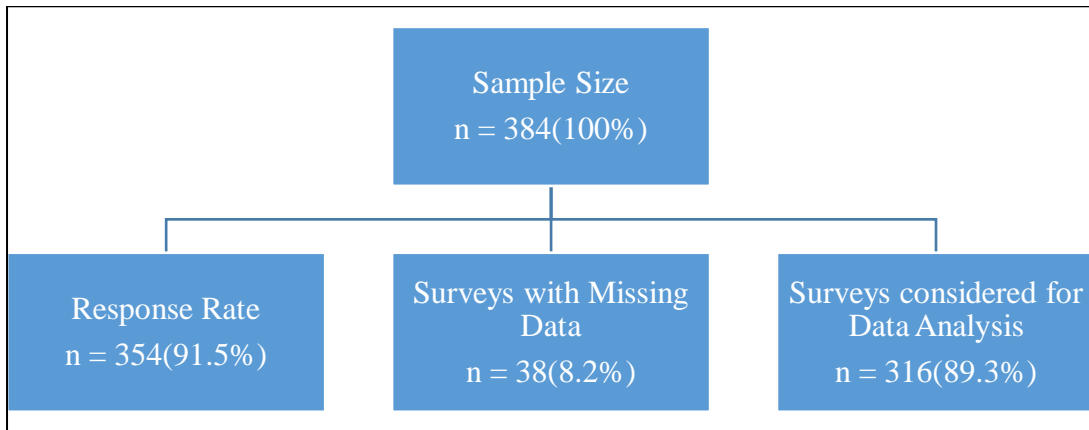 Sample Size
n = 384(100%)
Response Rate
n = 354(91.5%)
Surveys with Missing
Data
n = 38(8.2%)
Surveys considered for
Data Analysis
n = 316(89.3%)